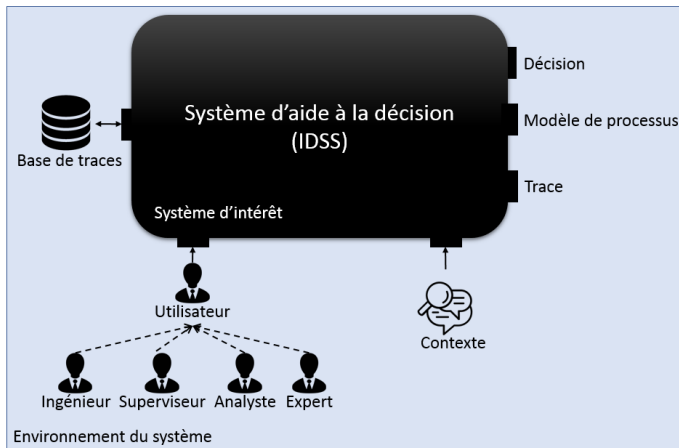 Système d'aide à la décision
(IDSS)
Système d'intérêt
Décision
Modèle de processus
Trace
Base de traces
Utilisateur
Contexte
Ingénieur Superviseur Analyste Expert
Environnement du système